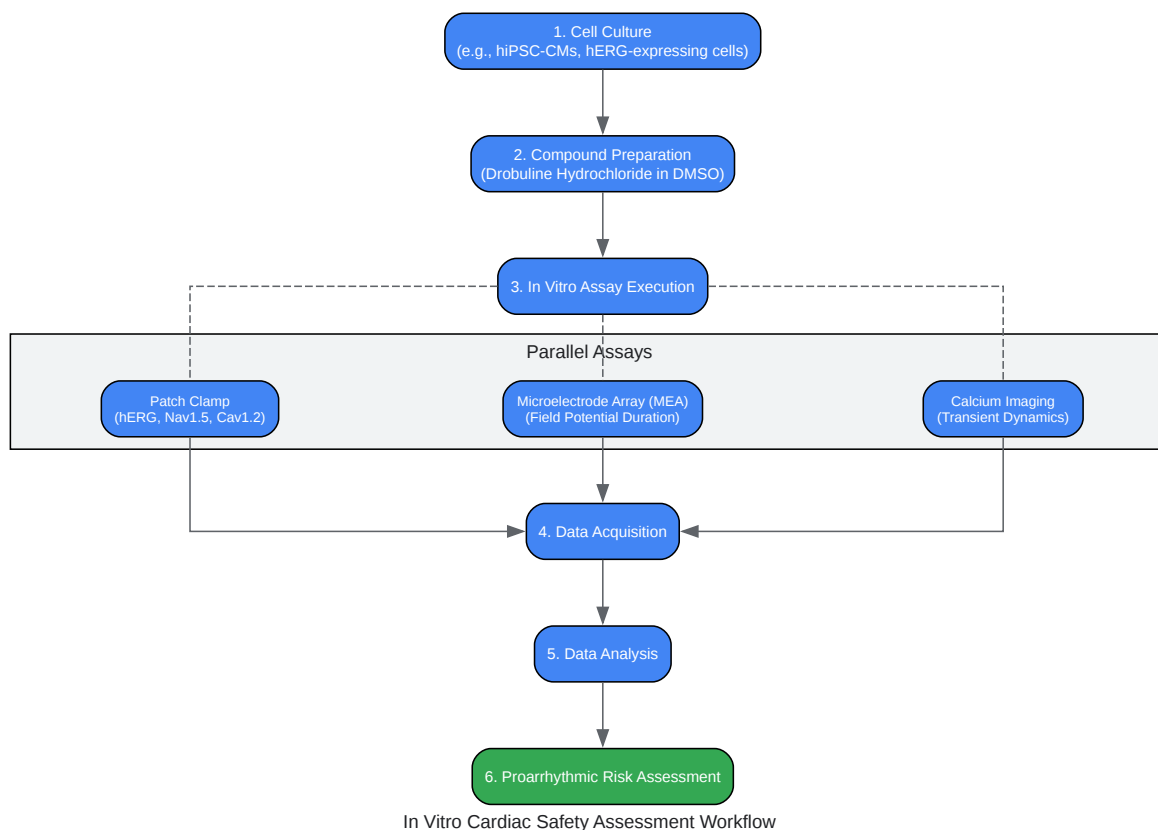 1. Cell Culture
(e.g., hiPSC-CMs, hERG-expressing cells)
2. Compound Preparation
(Drobuline Hydrochloride in DMSO)
3. In Vitro Assay Execution
Parallel Assays
Patch Clamp
(hERG, Nav1.5, Cav1.2)
Microelectrode Array (MEA)
(Field Potential Duration)
Calcium Imaging
(Transient Dynamics)
4. Data Acquisition
5. Data Analysis
6. Proarrhythmic Risk Assessment
In Vitro Cardiac Safety Assessment Workflow